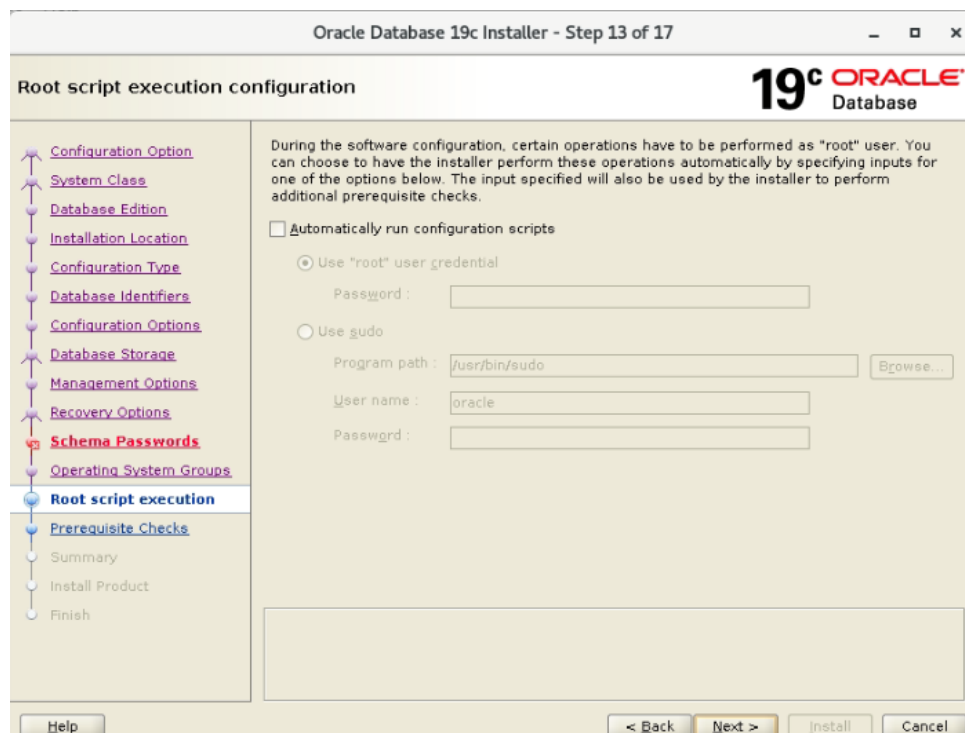 Oracle Database 19c Installer - Step 13 of 17
Root script execution configuration
19c ORACLE
Database
Configuration Option
System Class
Database Edition
Installation Location
Configuration Type
Database Identifiers
Configuration Options
Database Storage
Management Options
Recovery Options
Schema Passwords
Operating System Groups
Root script execution
Prerequisite Checks
Summary
Install Product
Finish
During the software configuration, certain operations have to be performed as "root" user. You
can choose to have the installer perform these operations automatically by specifying inputs for
one of the options below. The input specified will also be used by the installer to perform
additional prerequisite checks.
Automatically run configuration scripts
Use "root" user credential
Password :
Use sudo
Program path : /usr/bin/sudo Browse...
User name : oracle
Password :
Help < Back Next > Install Cancel